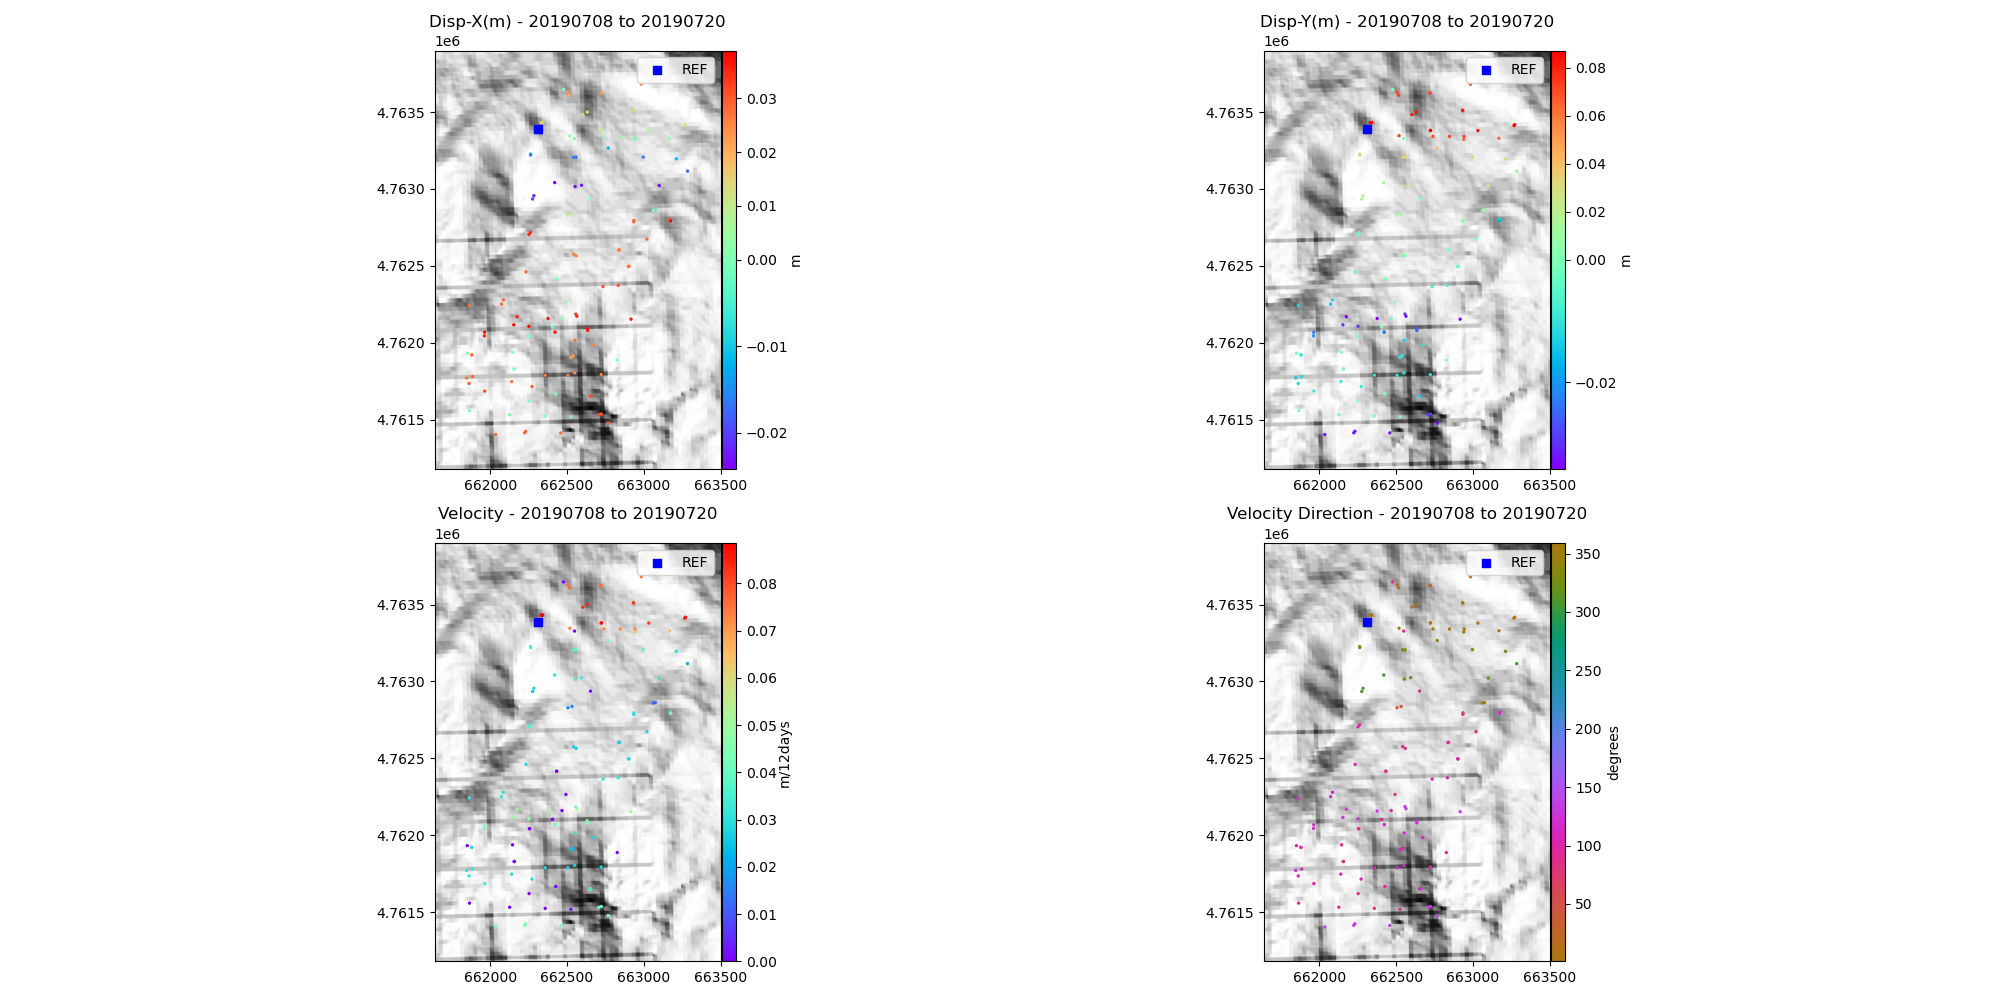 Disp-X(m) - 20190708 to 20190720
1e6
REF
4.7635
4.7630
4.7625
4.7620
4.7615
662000 662500 663000 663500
0.03
0.02
0.01
0.00
−0.01
−0.02
m
Disp-Y(m) - 20190708 to 20190720
1e6
REF
4.7635
4.7630
4.7625
4.7620
4.7615
662000 662500 663000 663500
0.08
0.06
0.04
0.02
0.00
−0.02
m
Velocity - 20190708 to 20190720
1e6
REF
4.7635
4.7630
4.7625
4.7620
4.7615
662000 662500 663000 663500
0.08
0.07
0.06
0.05
0.04
0.03
0.02
0.01
0.00
m/12days
Velocity Direction - 20190708 to 20190720
1e6
REF
4.7635
4.7630
4.7625
4.7620
4.7615
662000 662500 663000 663500
350
300
250
200
150
100
50
degrees